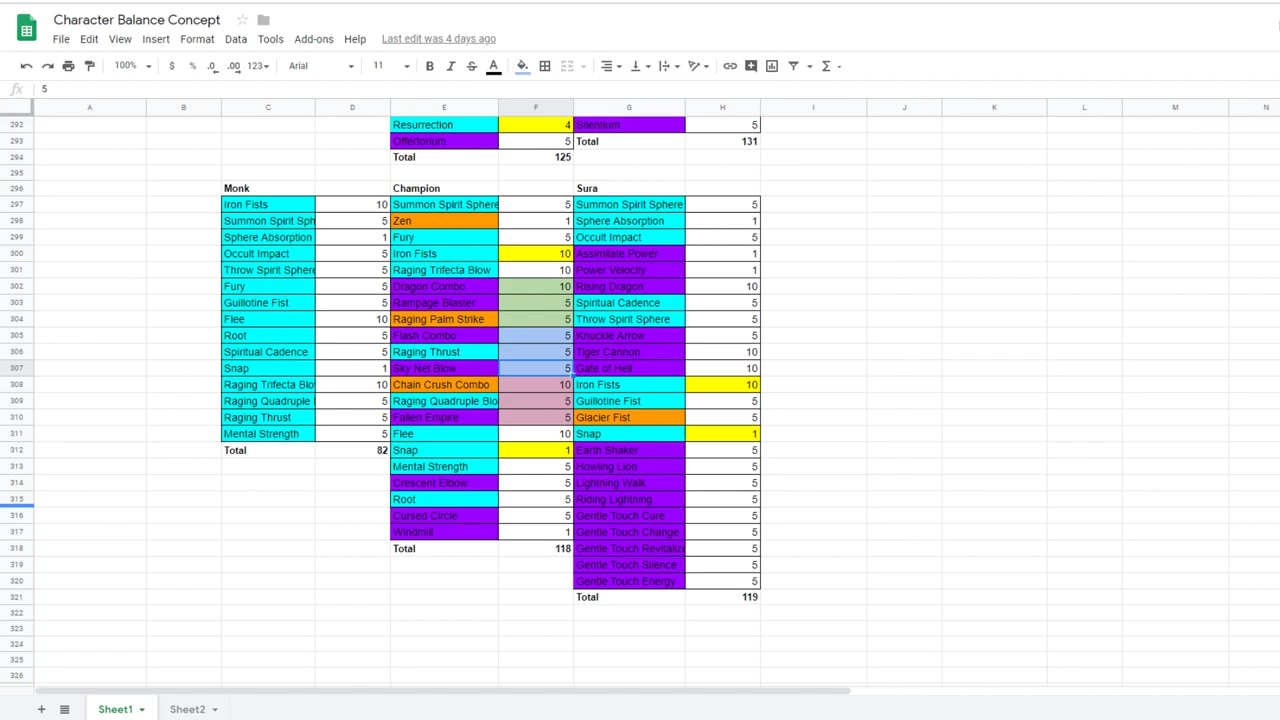 Character Balance Concept
File Edit View Insert Format Data Tools Add-ons Help Last edit was 4 days ago
100% $ % .0 .00 123 Arial 11 B I S A
fx 5
A B C D E F G H I J K L M N
292 Resurrection 4 Silentium 5
293 Offertorium 5 Total 131
294 Total 125
295
296 Monk Champion Sura
297 Iron Fists 10 Summon Spirit Sphere 5 Summon Spirit Sphere 5
298 Summon Spirit Sph 5 Zen 1 Sphere Absorption 1
299 Sphere Absorption 1 Fury 5 Occult Impact 5
300 Occult Impact 5 Iron Fists 10 Assimilate Power 1
301 Throw Spirit Sphere 5 Raging Trifecta Blow 10 Power Velocity 1
302 Fury 5 Dragon Combo 10 Rising Dragon 10
303 Guillotine Fist 5 Rampage Blaster 5 Spiritual Cadence 5
304 Flee 10 Raging Palm Strike 5 Throw Spirit Sphere 5
305 Root 5 Flash Combo 5 Knuckle Arrow 5
306 Spiritual Cadence 5 Raging Thrust 5 Tiger Cannon 10
307 Snap 1 Sky Net Blow 5 Gate of Hell 10
308 Raging Trifecta Blo 10 Chain Crush Combo 10 Iron Fists 10
309 Raging Quadruple 5 Raging Quadruple Blo 5 Guillotine Fist 5
310 Raging Thrust 5 Fallen Empire 5 Glacier Fist 5
311 Mental Strength 5 Flee 10 Snap 1
312 Total 82 Snap 1 Earth Shaker 5
313 Mental Strength 5 Howling Lion 5
314 Crescent Elbow 5 Lightning Walk 5
315 Root 5 Riding Lightning 5
316 Cursed Circle 5 Gentle Touch Cure 5
317 Windmill 1 Gentle Touch Change 5
318 Total 118 Gentle Touch Revitalize 5
319 Gentle Touch Silence 5
320 Gentle Touch Energy 5
321 Total 119
322
323
324
325
326
Sheet1 Sheet2